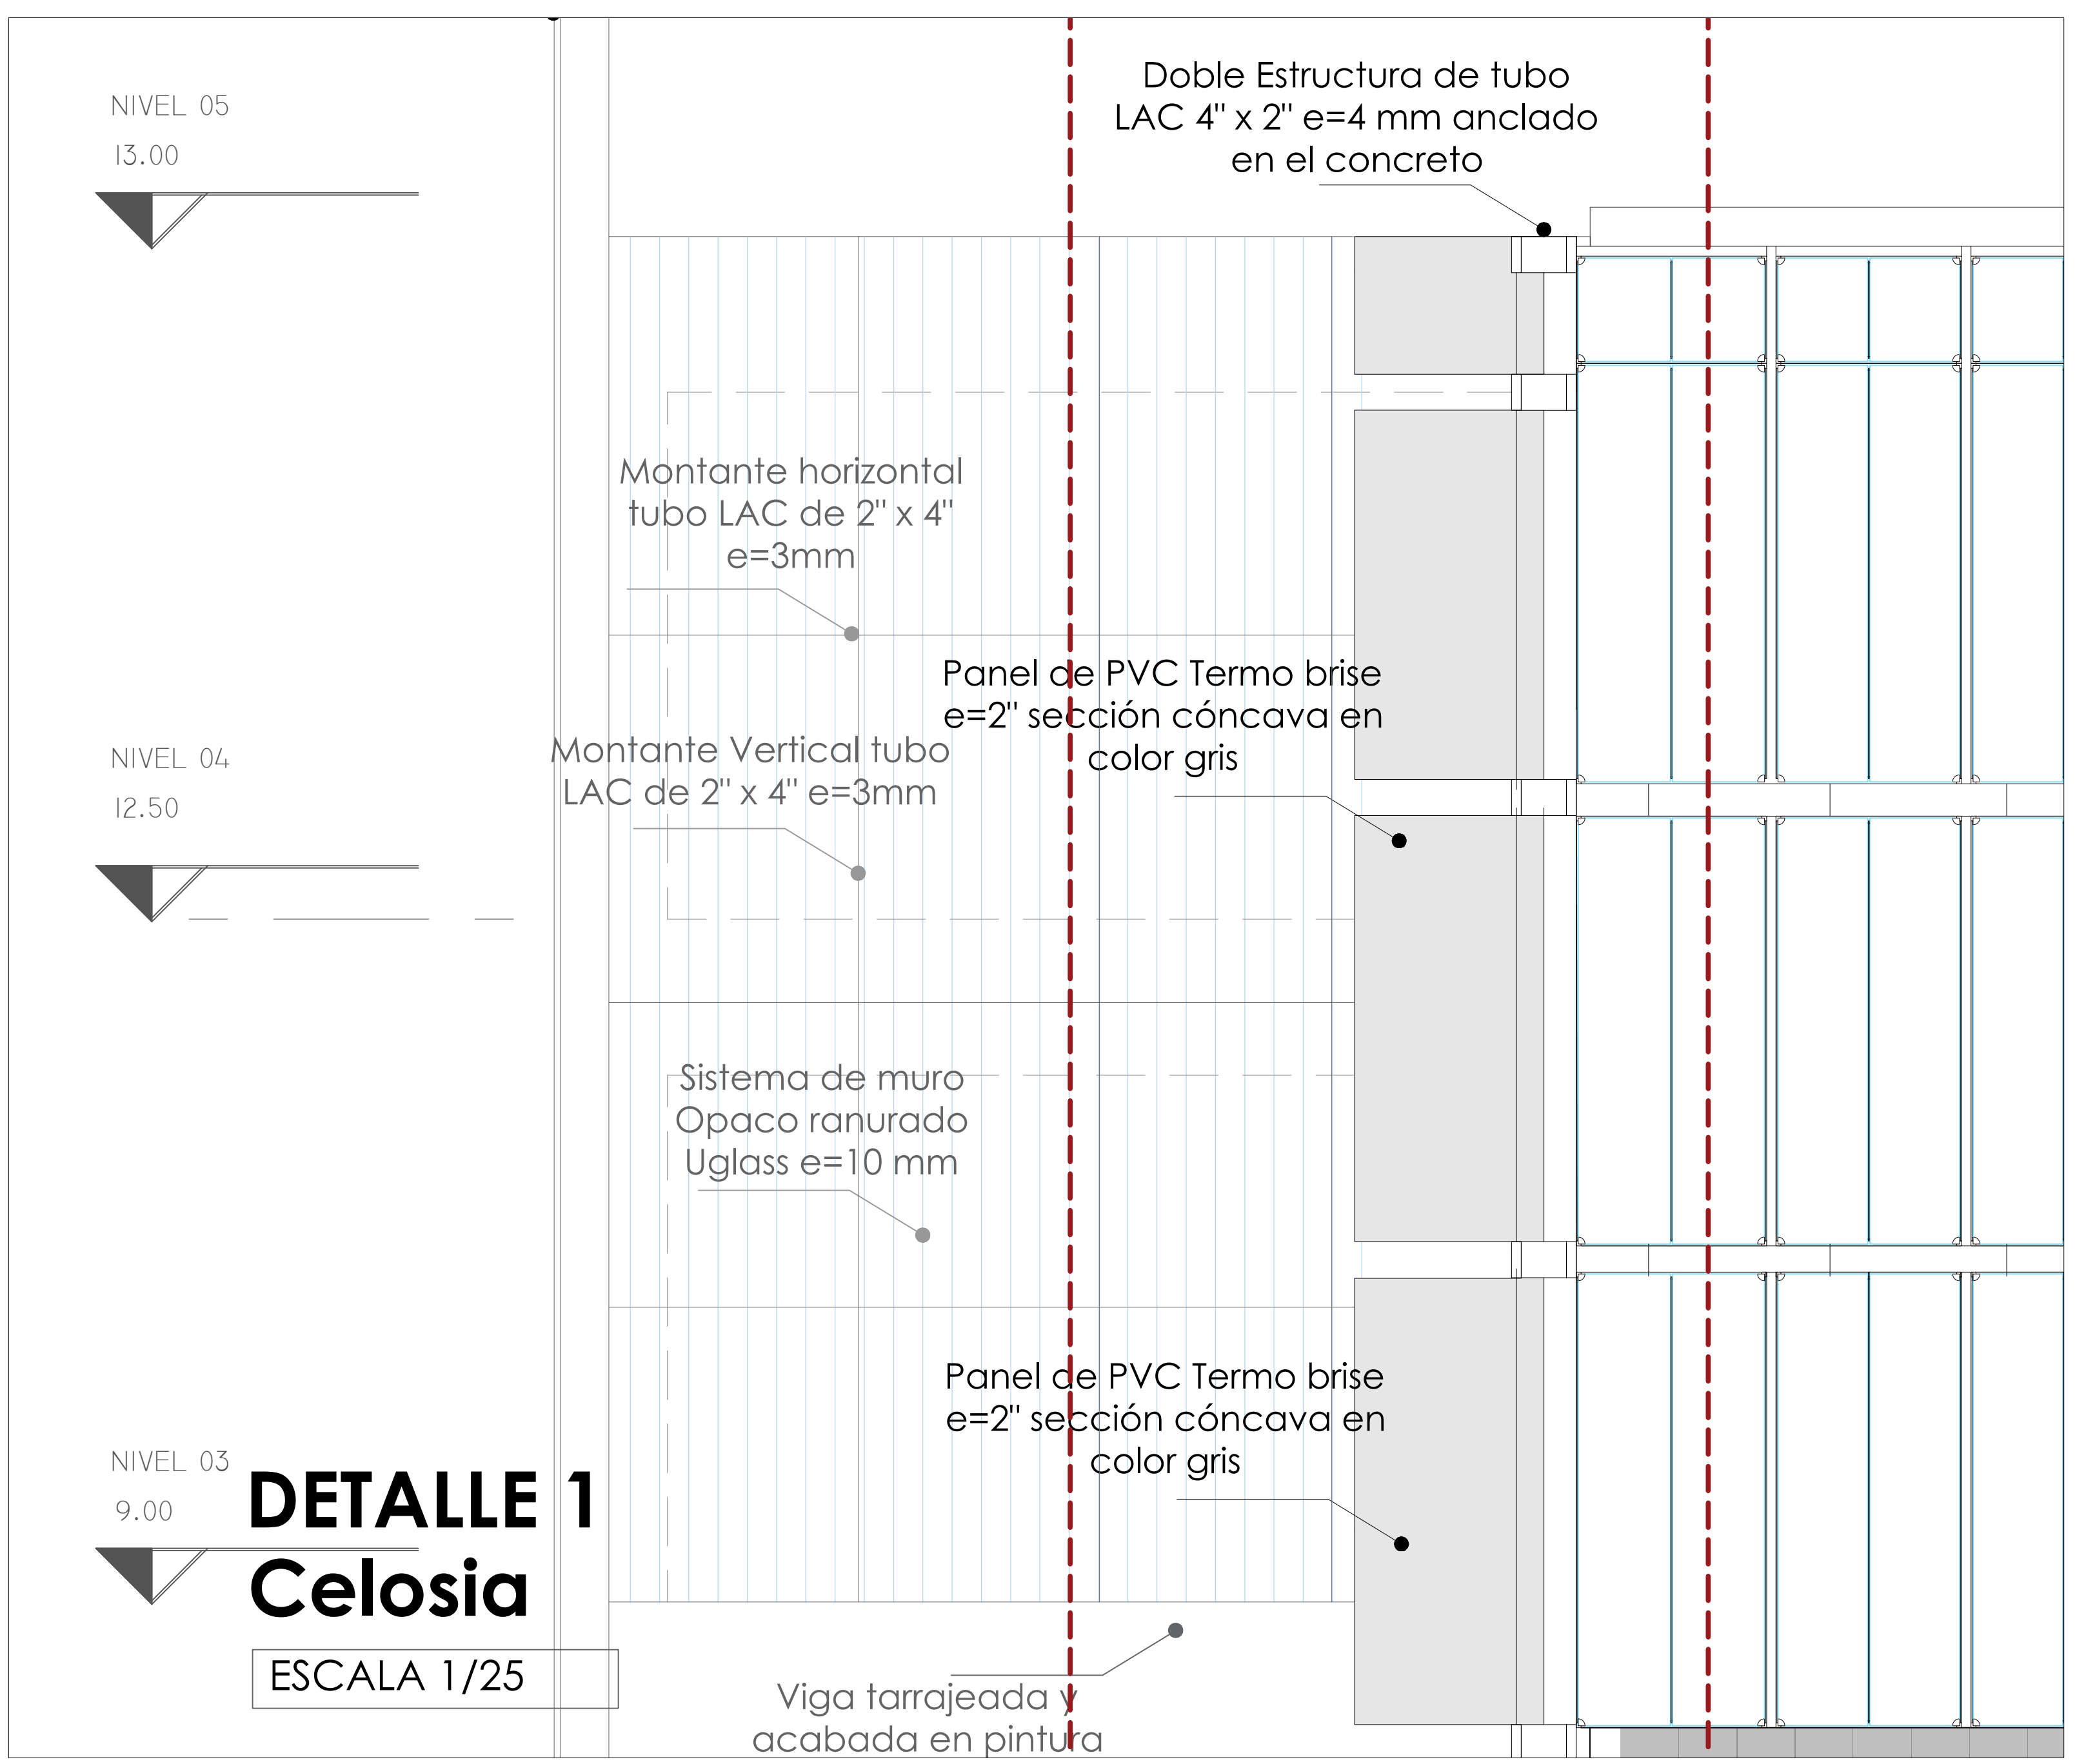 NIVEL 05
13.00
Doble Estructura de tubo
LAC 4" x 2" e=4 mm anclado
en el concreto
Montante horizontal
tubo LAC de 2" x 4"
e=3mm
Panel de PVC Termo brise
e=2" sección cóncava en
color gris
NIVEL 04
12.50
Montante Vertical tubo
LAC de 2" x 4" e=3mm
Sistema de muro
Opaco ranurado
Uglass e=10 mm
Panel de PVC Termo brise
e=2" sección cóncava en
color gris
NIVEL 03
9.00
DETALLE 1
Celosia
ESCALA 1/25
Viga tarrajeada y
acabada en pintura